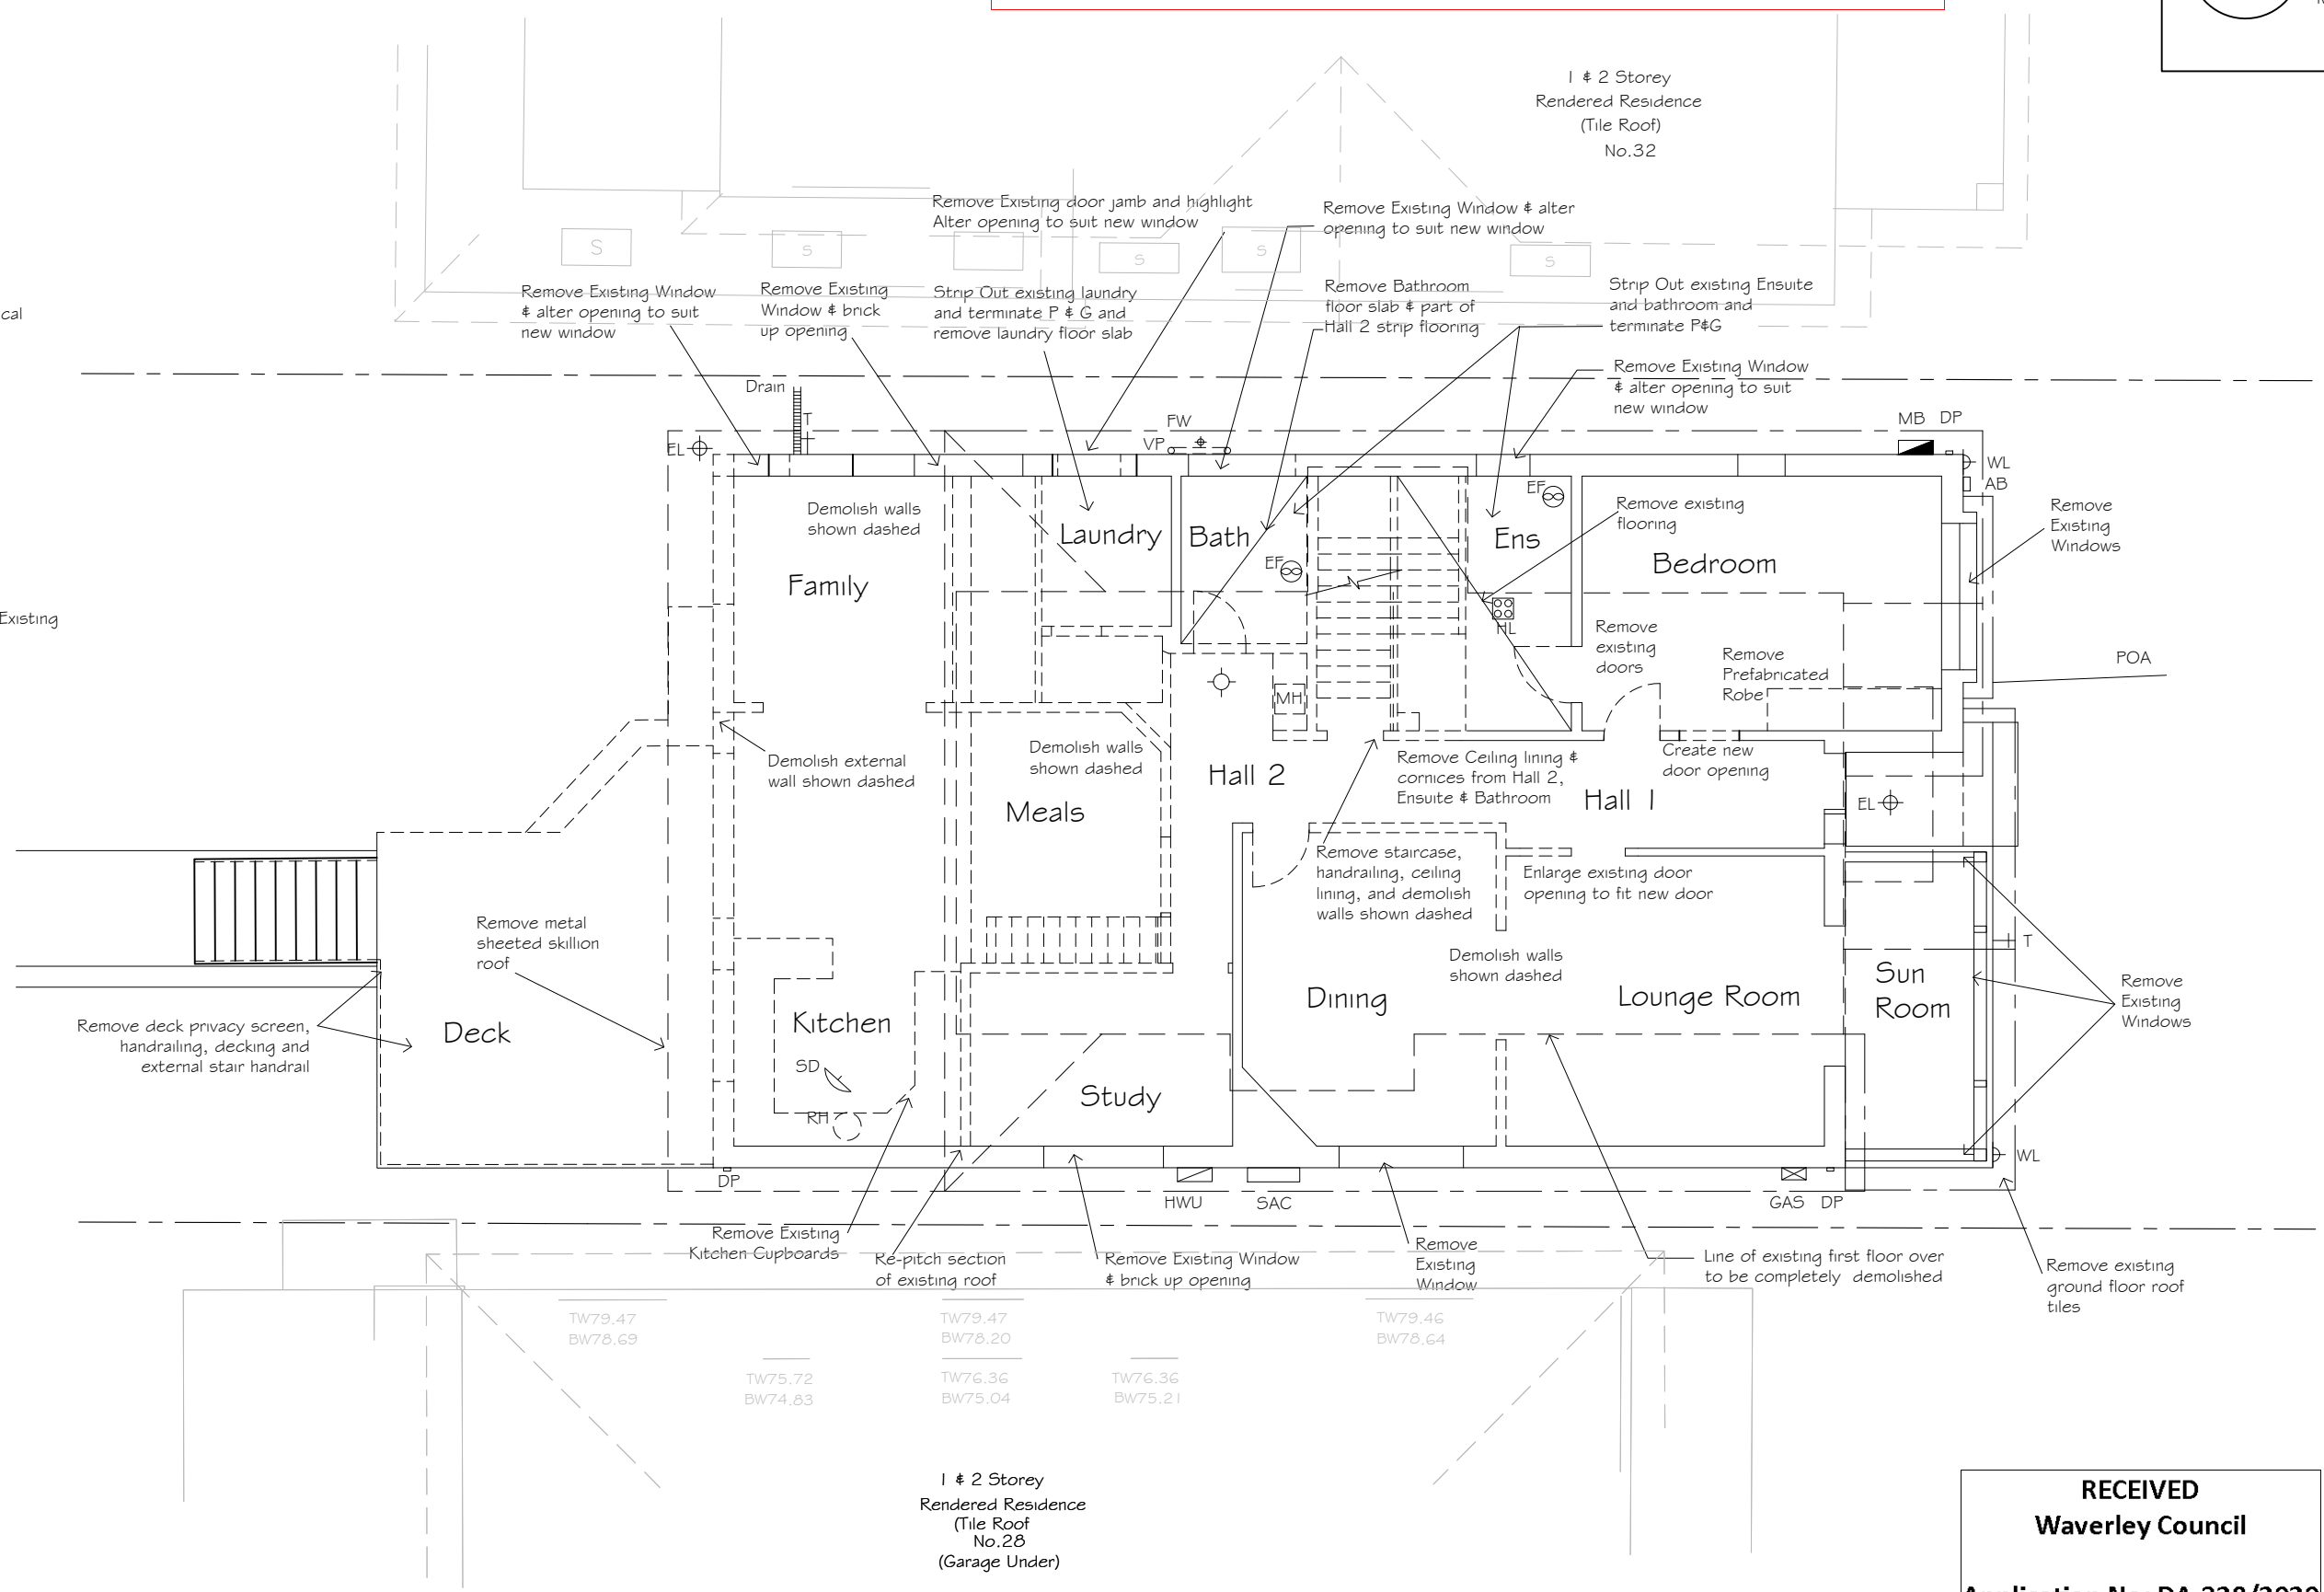 1 & 2 Storey
Rendered Residence
(Tile Roof)
No.32
Remove Existing door jamb and highlight
Alter opening to suit new window
Remove Existing Window & alter
opening to suit new window
S
S
S
S
S
Remove Existing Window
& alter opening to suit
new window
Remove Existing
Window & brick
up opening
Strip Out existing laundry
and terminate P & G and
remove laundry floor slab
Remove Bathroom
floor slab & part of
Hall 2 strip flooring
Strip Out existing Ensuite
and bathroom and
terminate P&G
cal
Remove Existing Window
& alter opening to suit
new window
Drain
T
FW
VP
EL
MB DP
WL
AB
Demolish walls
shown dashed
Laundry
Bath
EF
EF
Ens
Remove existing
flooring
Bedroom
Remove
Existing
Windows
Family
Existing
HL
Remove
existing
doors
Remove
Prefabricated
Robe
POA
MH
Demolish external
wall shown dashed
Demolish walls
shown dashed
Meals
Hall 2
Remove Ceiling lining &
cornices from Hall 2,
Ensuite & Bathroom
Create new
door opening
Hall 1
EL
Remove staircase,
handrailing, ceiling
lining, and demolish
walls shown dashed
Enlarge existing door
opening to fit new door
Remove metal
sheeted skillion
roof
Demolish walls
shown dashed
T
Dining
Lounge Room
Sun
Room
Remove
Existing
Windows
Remove deck privacy screen,
handrailing, decking and
external stair handrail
Deck
Kitchen
SD
RH
Study
WL
DP
HWU
SAC
GAS DP
Remove Existing
Kitchen Cupboards
Re-pitch section
of existing roof
Remove Existing Window
& brick up opening
Remove
Existing
Window
Line of existing first floor over
to be completely demolished
Remove existing
ground floor roof
tiles
TW79.47
BW78.69
TW79.47
BW78.20
TW79.46
BW78.64
TW75.72
BW74.83
TW76.36
BW75.04
TW76.36
BW75.21
1 & 2 Storey
Rendered Residence
(Tile Roof
No.28
(Garage Under)
RECEIVED
Waverley Council
Application No: DA-228/2020